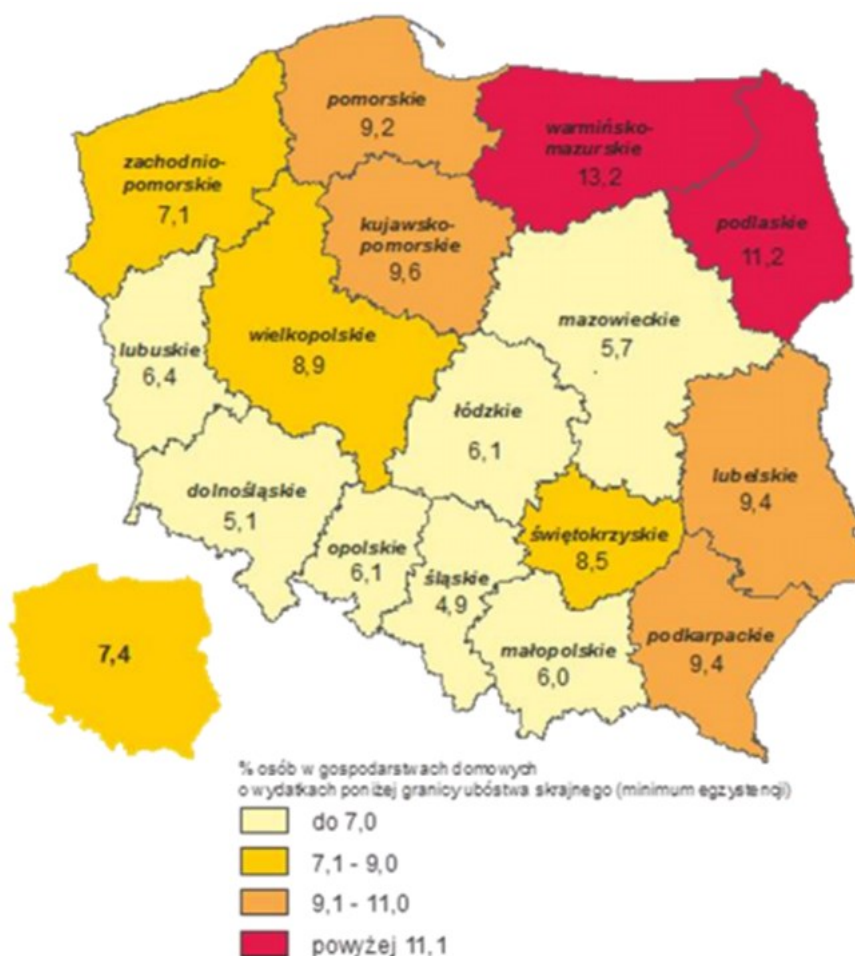 pomorskie
9,2
warmińsko-
mazurskie
13,2
zachodnio-
pomorskie
7,1
podlaskie
11,2
kujawsko-
pomorskie
9,6
mazowieckie
5,7
wielkopolskie
8,9
lubuskie
6,4
łódzkie
6,1
lubelskie
9,4
dolnośląskie
5,1
świętokrzyskie
8,5
opolskie
6,1
śląskie
4,9
podkarpackie
9,4
małopolskie
6,0
7,4
% osób w gospodarstwach domowych
o wydatkach poniżej granicy ubóstwa skrajnego (minimum egzystencji)
do 7,0
7,1 - 9,0
9,1 - 11,0
powyżej 11,1